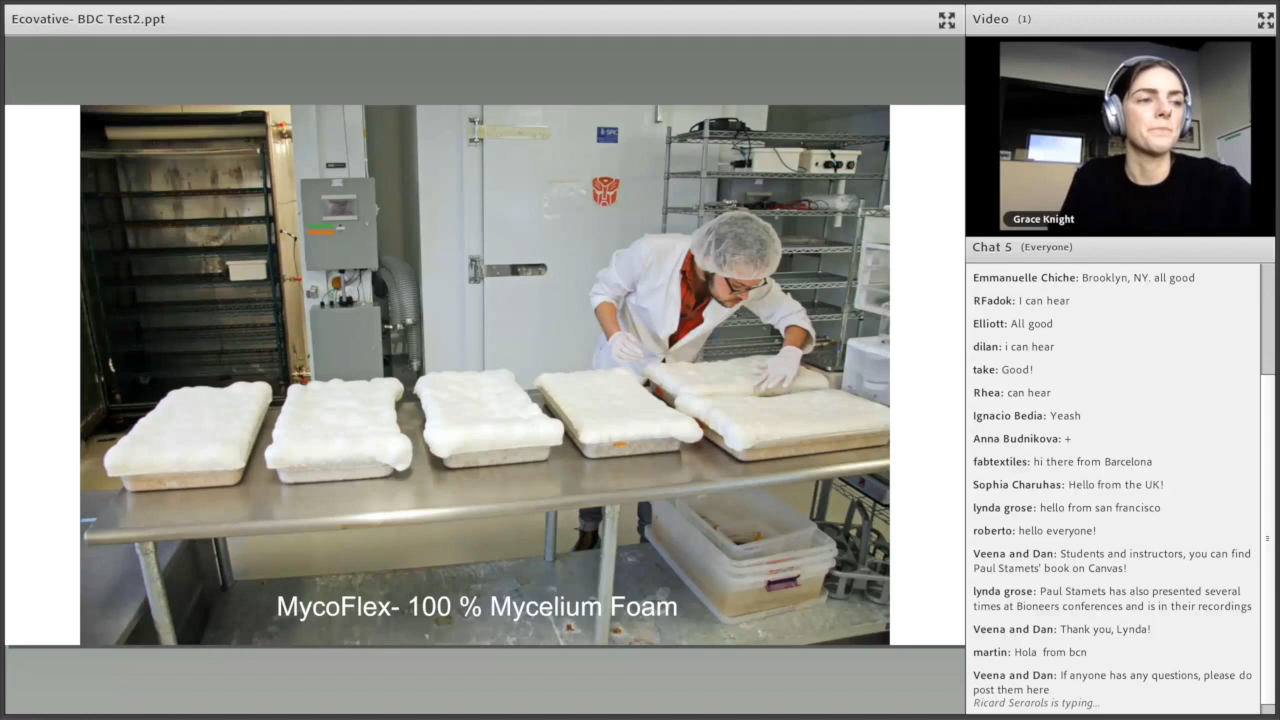 Ecovative- BDC Test2.ppt
MycoFlex- 100 % Mycelium Foam
Video (1)
Grace Knight
Chat 5 (Everyone)
Emmanuelle Chiche: Brooklyn, NY. all good
RFadok: I can hear
Elliott: All good
dilan: i can hear
take: Good!
Rhea: can hear
Ignacio Bedia: Yeash
Anna Budnikova: +
fabtextiles: hi there from Barcelona
Sophia Charuhas: Hello from the UK!
lynda grose: hello from san francisco
roberto: hello everyone!
Veena and Dan: Students and instructors, you can find
Paul Stamets' book on Canvas!
lynda grose: Paul Stamets has also presented several
times at Bioneers conferences and is in their recordings
Veena and Dan: Thank you, Lynda!
martin: Hola from bcn
Veena and Dan: If anyone has any questions, please do
post them here
Ricard Serarols is typing...